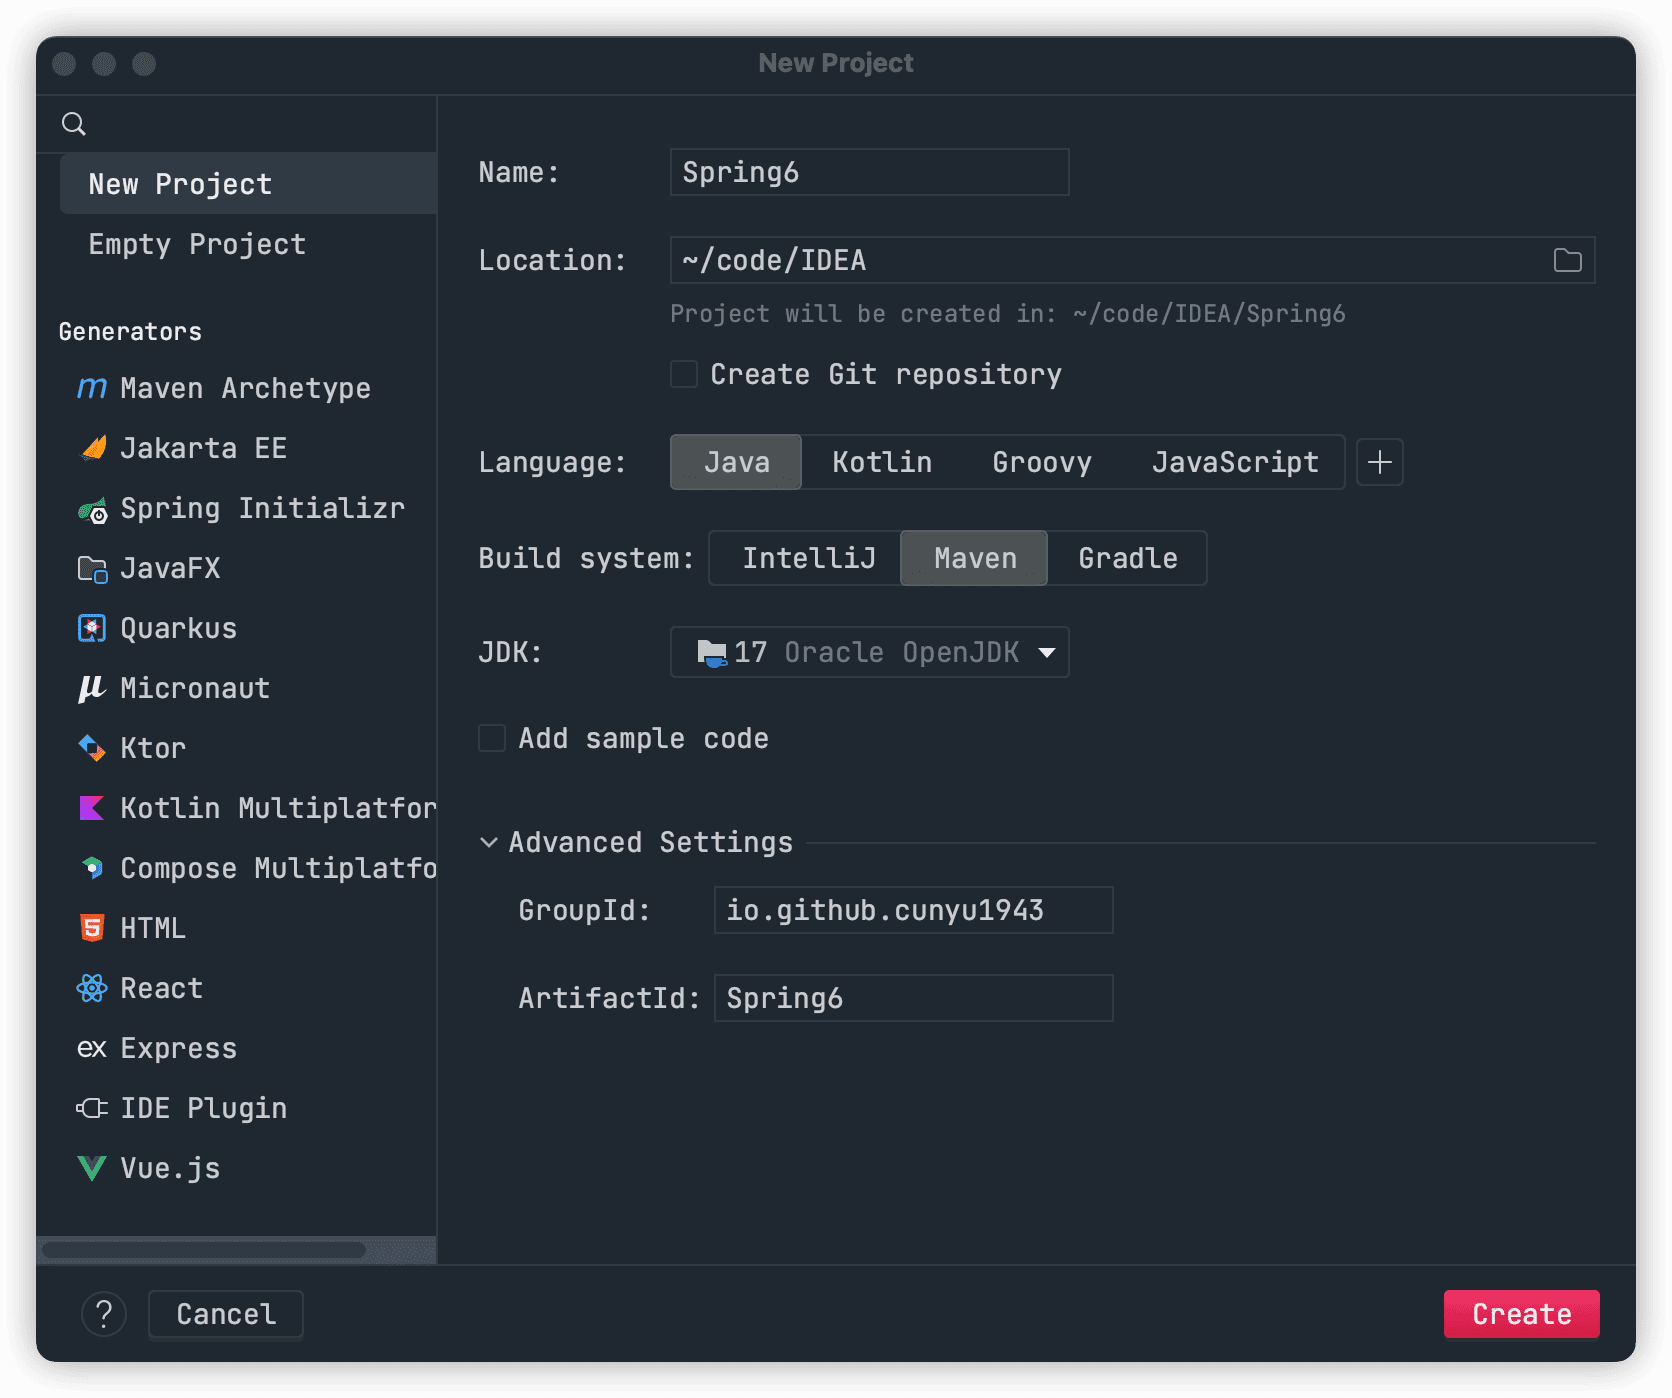 New Project
New Project
Empty Project
Generators
Maven Archetype
Jakarta EE
Spring Initializr
JavaFX
Quarkus
Micronaut
Ktor
Kotlin Multiplatfor
Compose Multiplatfo
HTML
React
ex Express
IDE Plugin
Vue.js
Name: Spring6
Location: ~/code/IDEA
Project will be created in: ~/code/IDEA/Spring6
Create Git repository
Language: Java Kotlin Groovy JavaScript +
Build system: IntelliJ Maven Gradle
JDK: 17 Oracle OpenJDK
Add sample code
Advanced Settings
GroupId: io.github.cunyu1943
ArtifactId: Spring6
? Cancel Create